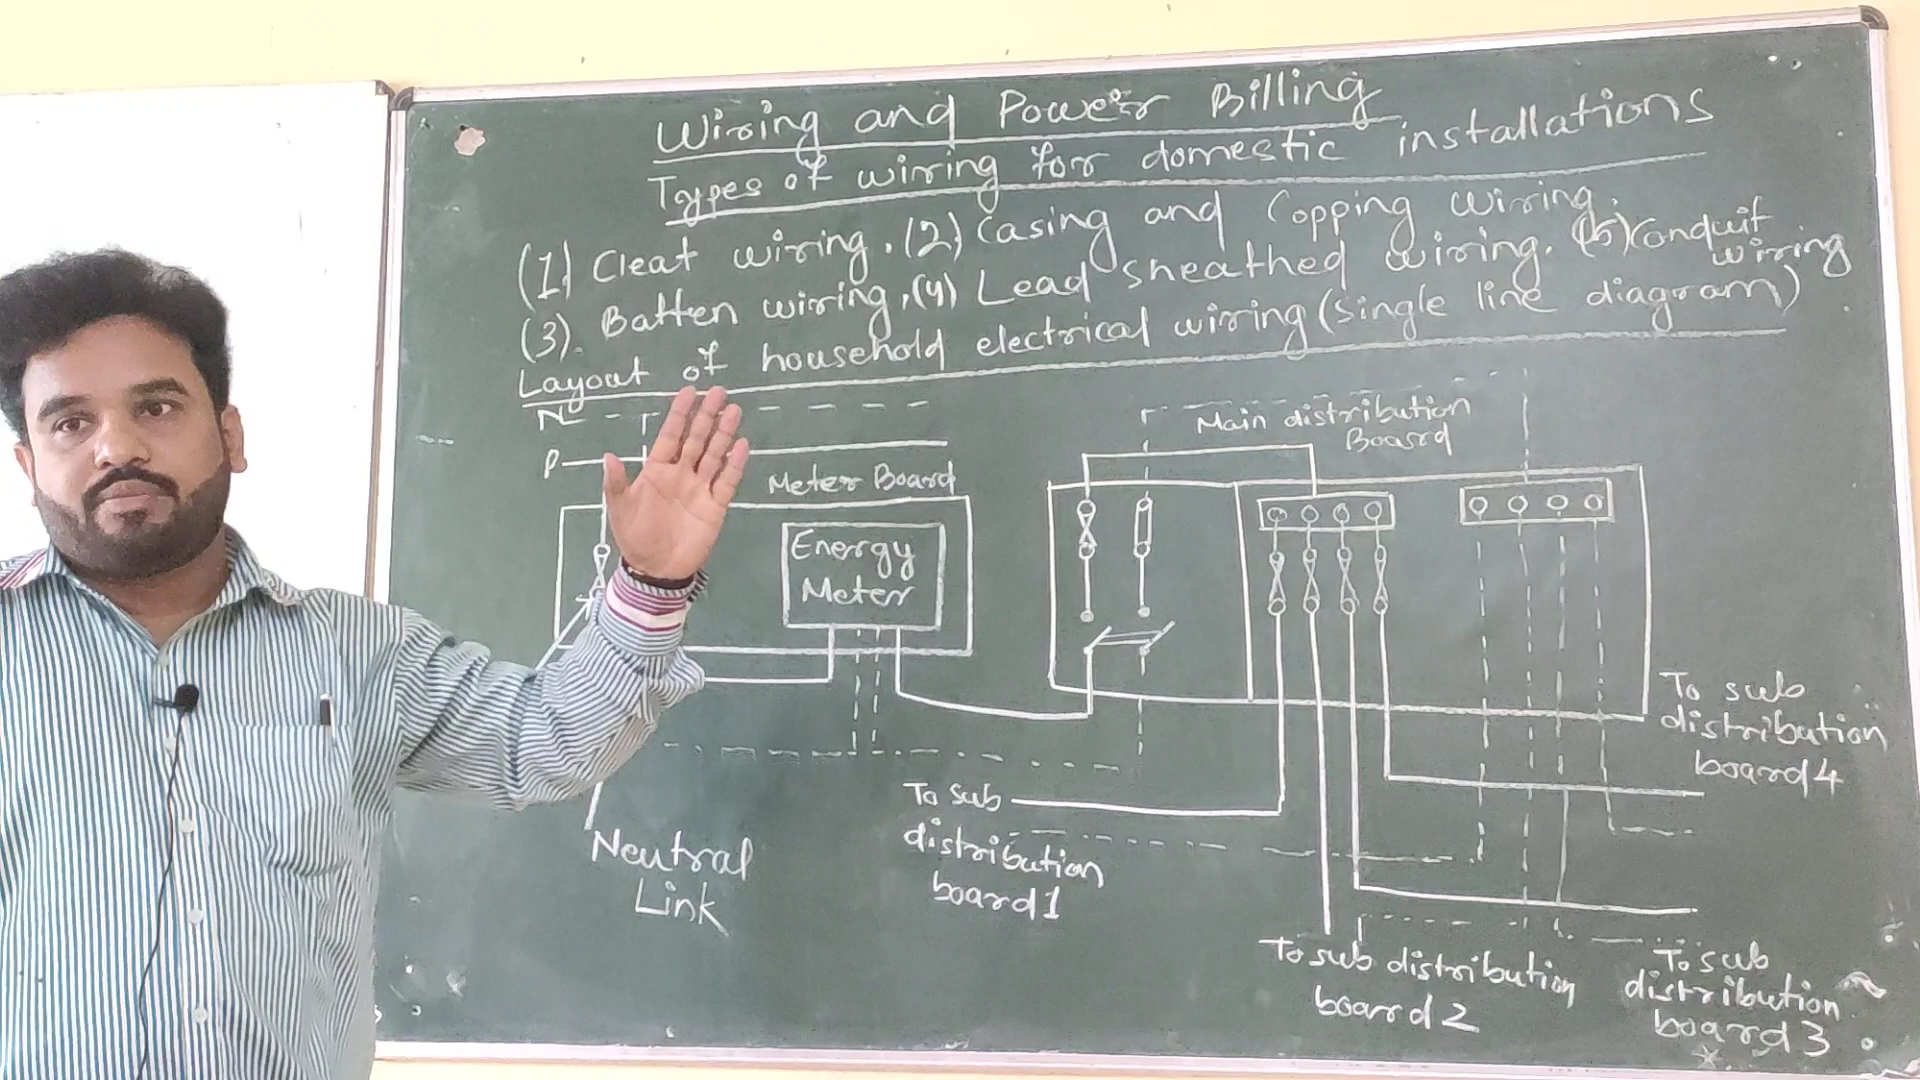 Wiring and Power Billing
Types of wiring for domestic installations
(1) Cleat wiring. (2) Casing and Copping wiring.
(3). Batten wiring, (4) Lead sheathed wiring. (5) Conduit wiring
Layout of household electrical wiring (single line diagram)
N
P
Meter Board
Energy
Meter
Main distribution
Board
To sub
distribution
board 4
To sub
distribution
board 1
Neutral
Link
To sub distribution
board 2
To sub
distribution
board 3